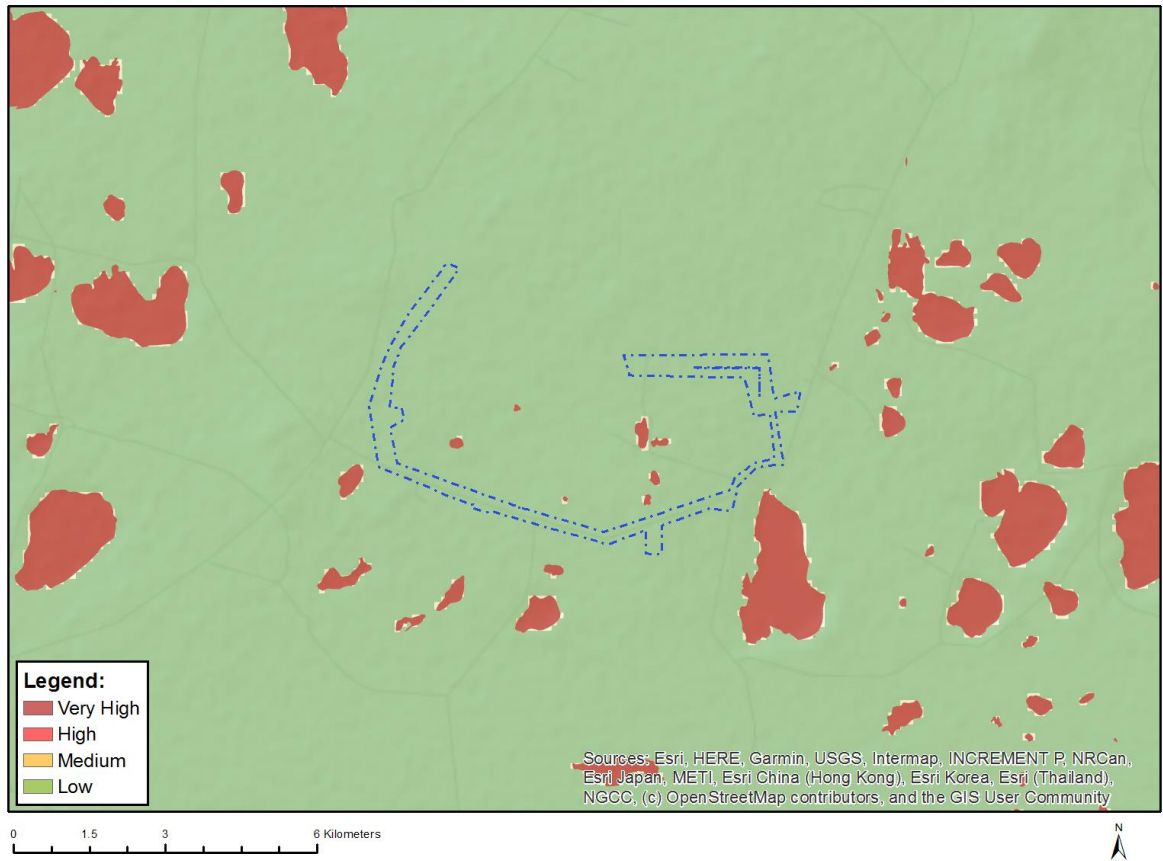 Legend:
Very High
High
Medium
Low
Sources: Esri, HERE, Garmin, USGS, Intermap, INCREMENT P, NRCan,
Esri Japan, METI, Esri China (Hong Kong), Esri Korea, Esri (Thailand),
NGCC, (c) OpenStreetMap contributors, and the GIS User Community
0 1.5 3 6 Kilometers
N